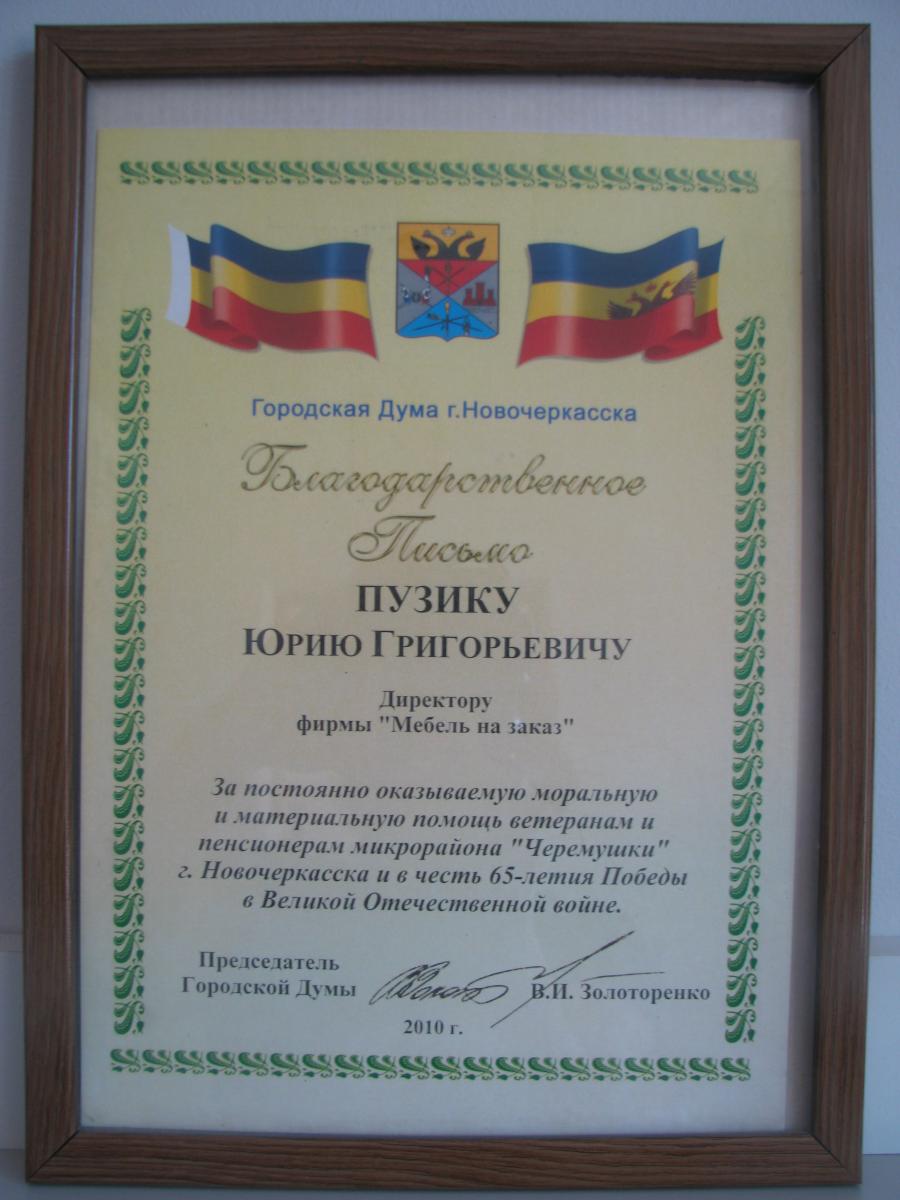 Городская Дума г.Новочеркасска
Благодарственное
Письмо
ПУЗИКУ
ЮРИЮ ГРИГОРЬЕВИЧУ
Директору
фирмы "Мебель на заказ"
За постоянно оказываемую моральную
и материальную помощь ветеранам и
пенсионерам микрорайона "Черемушки"
г. Новочеркасска и в честь 65-летия Победы
в Великой Отечественной войне.
Председатель
Городской Думы В.И. Золоторенко
2010 г.